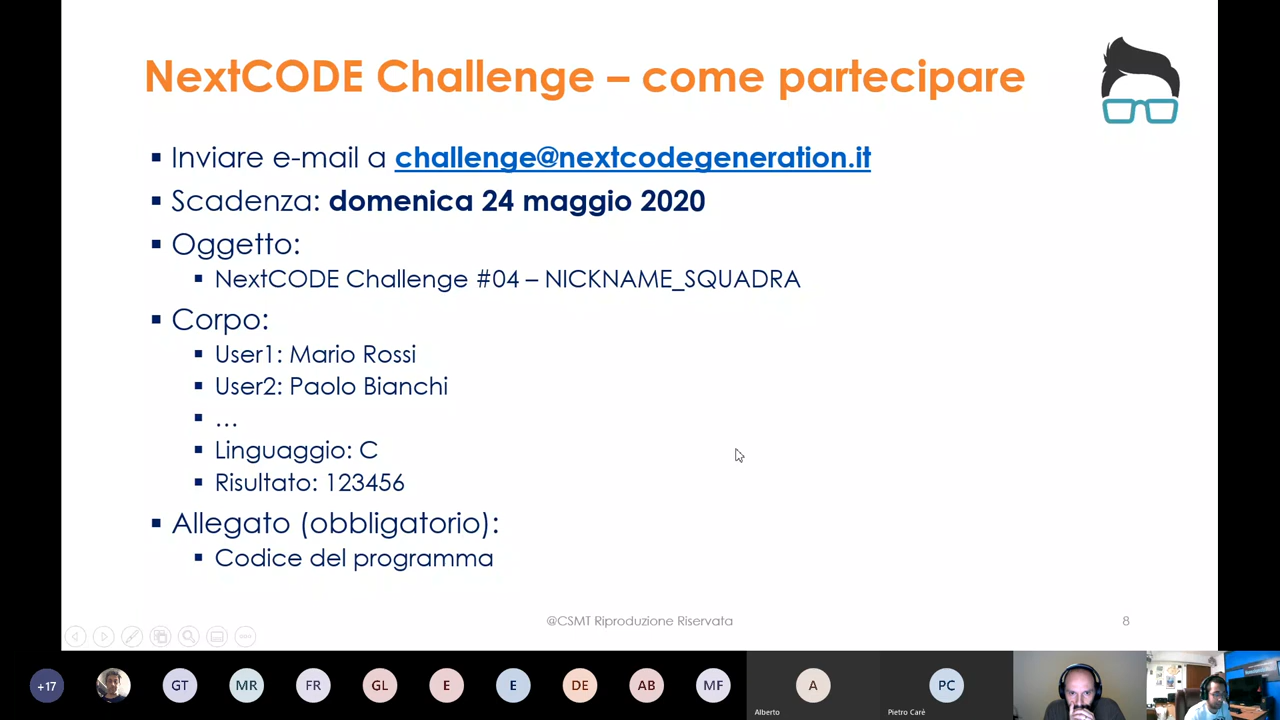 NextCODE Challenge – come partecipare
Inviare e-mail a challenge@nextcodegeneration.it
Scadenza: domenica 24 maggio 2020
Oggetto:
NextCODE Challenge #04 – NICKNAME_SQUADRA
Corpo:
User1: Mario Rossi
User2: Paolo Bianchi
…
Linguaggio: C
Risultato: 123456
Allegato (obbligatorio):
Codice del programma
@CSMT Riproduzione Riservata
8
+17
GT
MR
FR
GL
E
E
DE
AB
MF
A
PC
Alberto
Pietro Carè